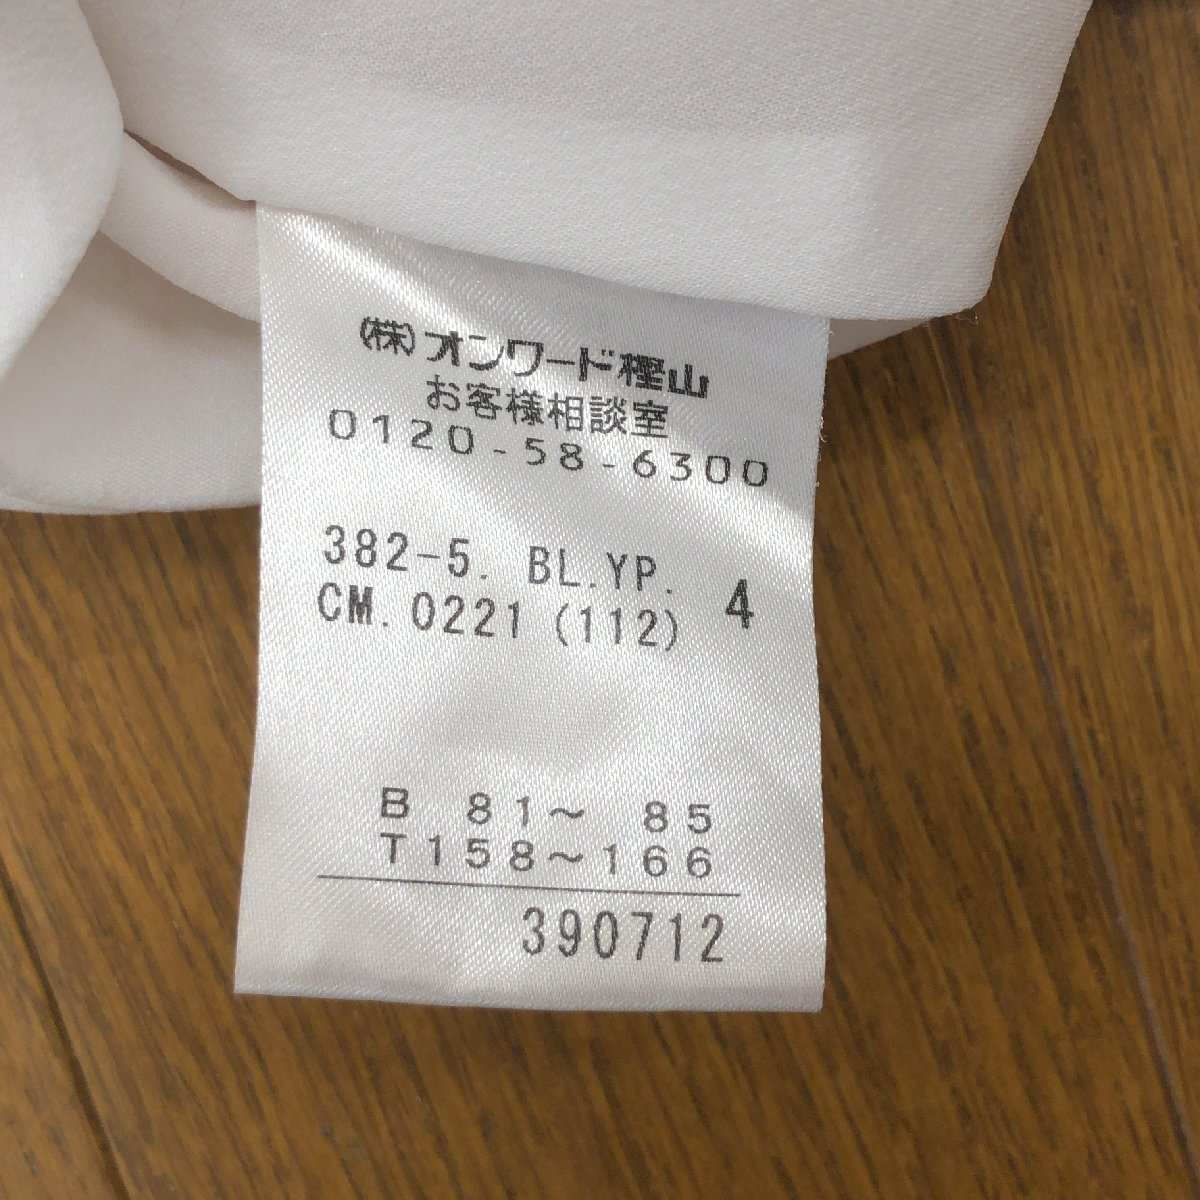 (株)オンワード樫山
お客様相談室
0120-58-6300
382-5. BL.YP. 4
CM.0221 (112)
B 81～ 85
T158～166
390712